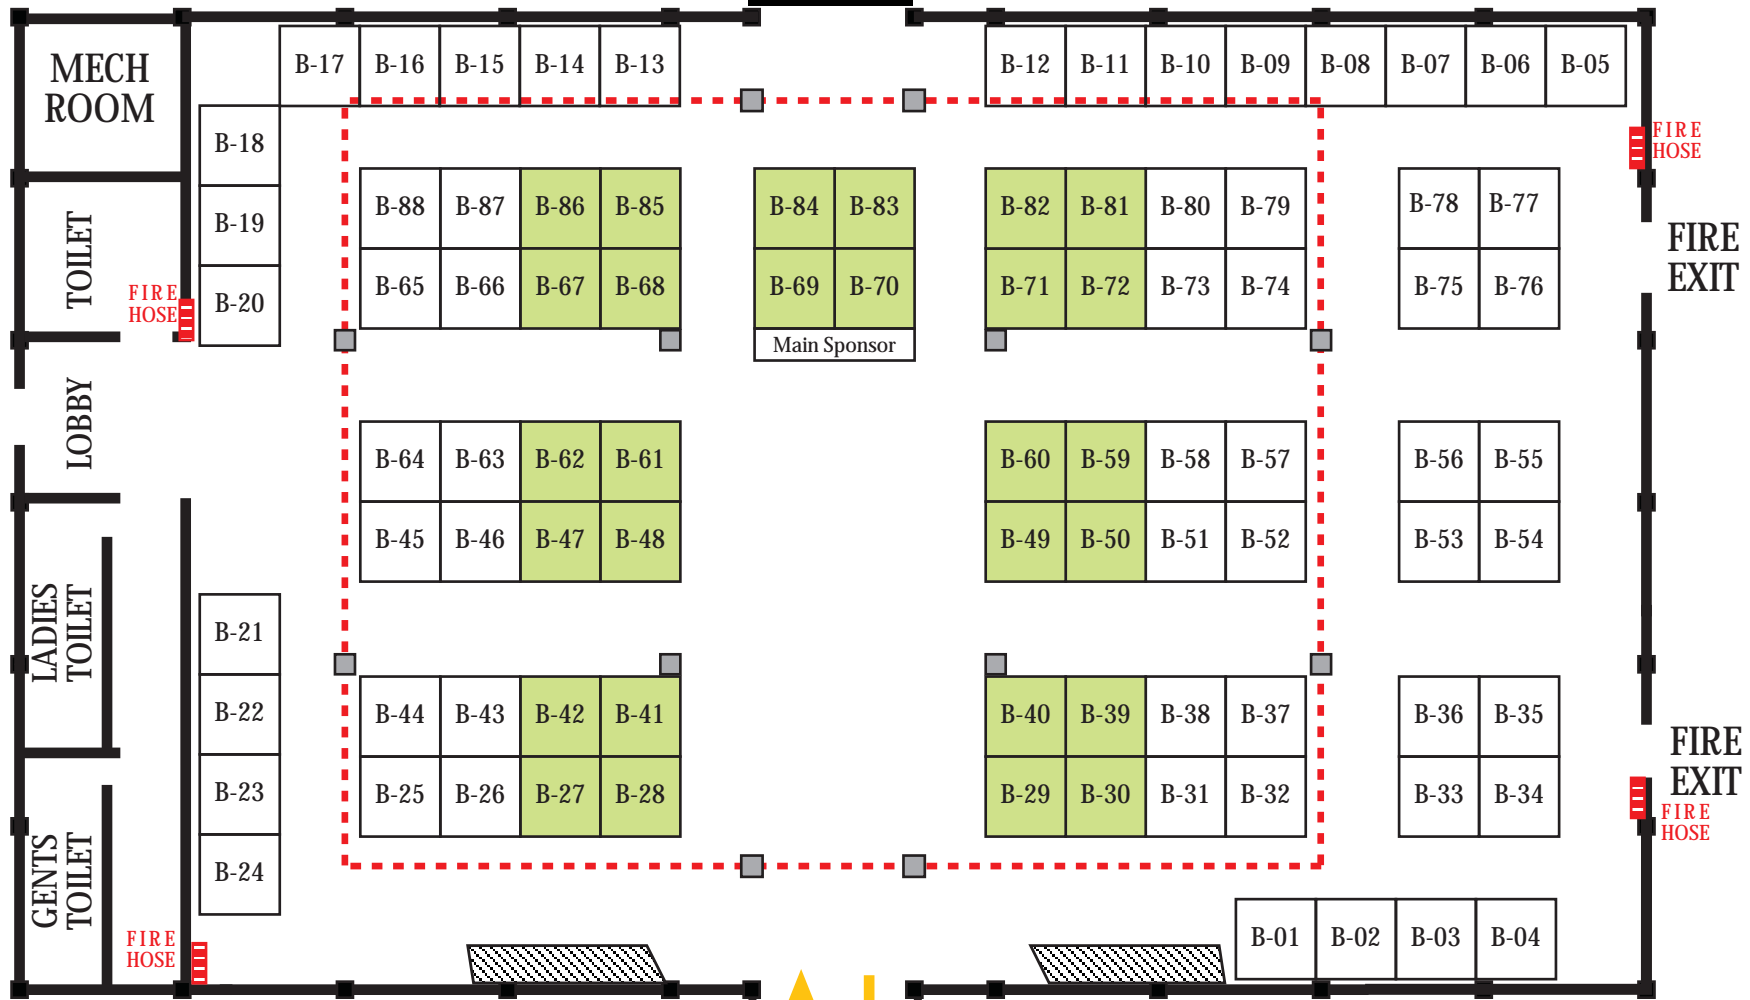 B-17 B-16 B-15 B-14 B-13 B-12 B-11 B-10 B-09 B-08 B-07 B-06 B-05
MECH
ROOM
B-18
FIRE
HOSE
B-88 B-87 B-86 B-85 B-84 B-83 B-82 B-81 B-80 B-79 B-78 B-77
B-19
TOILET
FIRE
EXIT
B-65 B-66 B-67 B-68 B-69 B-70 B-71 B-72 B-73 B-74 B-75 B-76
FIRE
HOSE
B-20
Main Sponsor
LOBBY
B-64 B-63 B-62 B-61 B-60 B-59 B-58 B-57 B-56 B-55
B-45 B-46 B-47 B-48 B-49 B-50 B-51 B-52 B-53 B-54
LADIES
TOILET
B-21
B-22
B-44 B-43 B-42 B-41 B-40 B-39 B-38 B-37 B-36 B-35
FIRE
EXIT
B-23
B-25 B-26 B-27 B-28 B-29 B-30 B-31 B-32 B-33 B-34
FIRE
HOSE
GENTS
TOILET
B-24
FIRE
HOSE
B-01 B-02 B-03 B-04